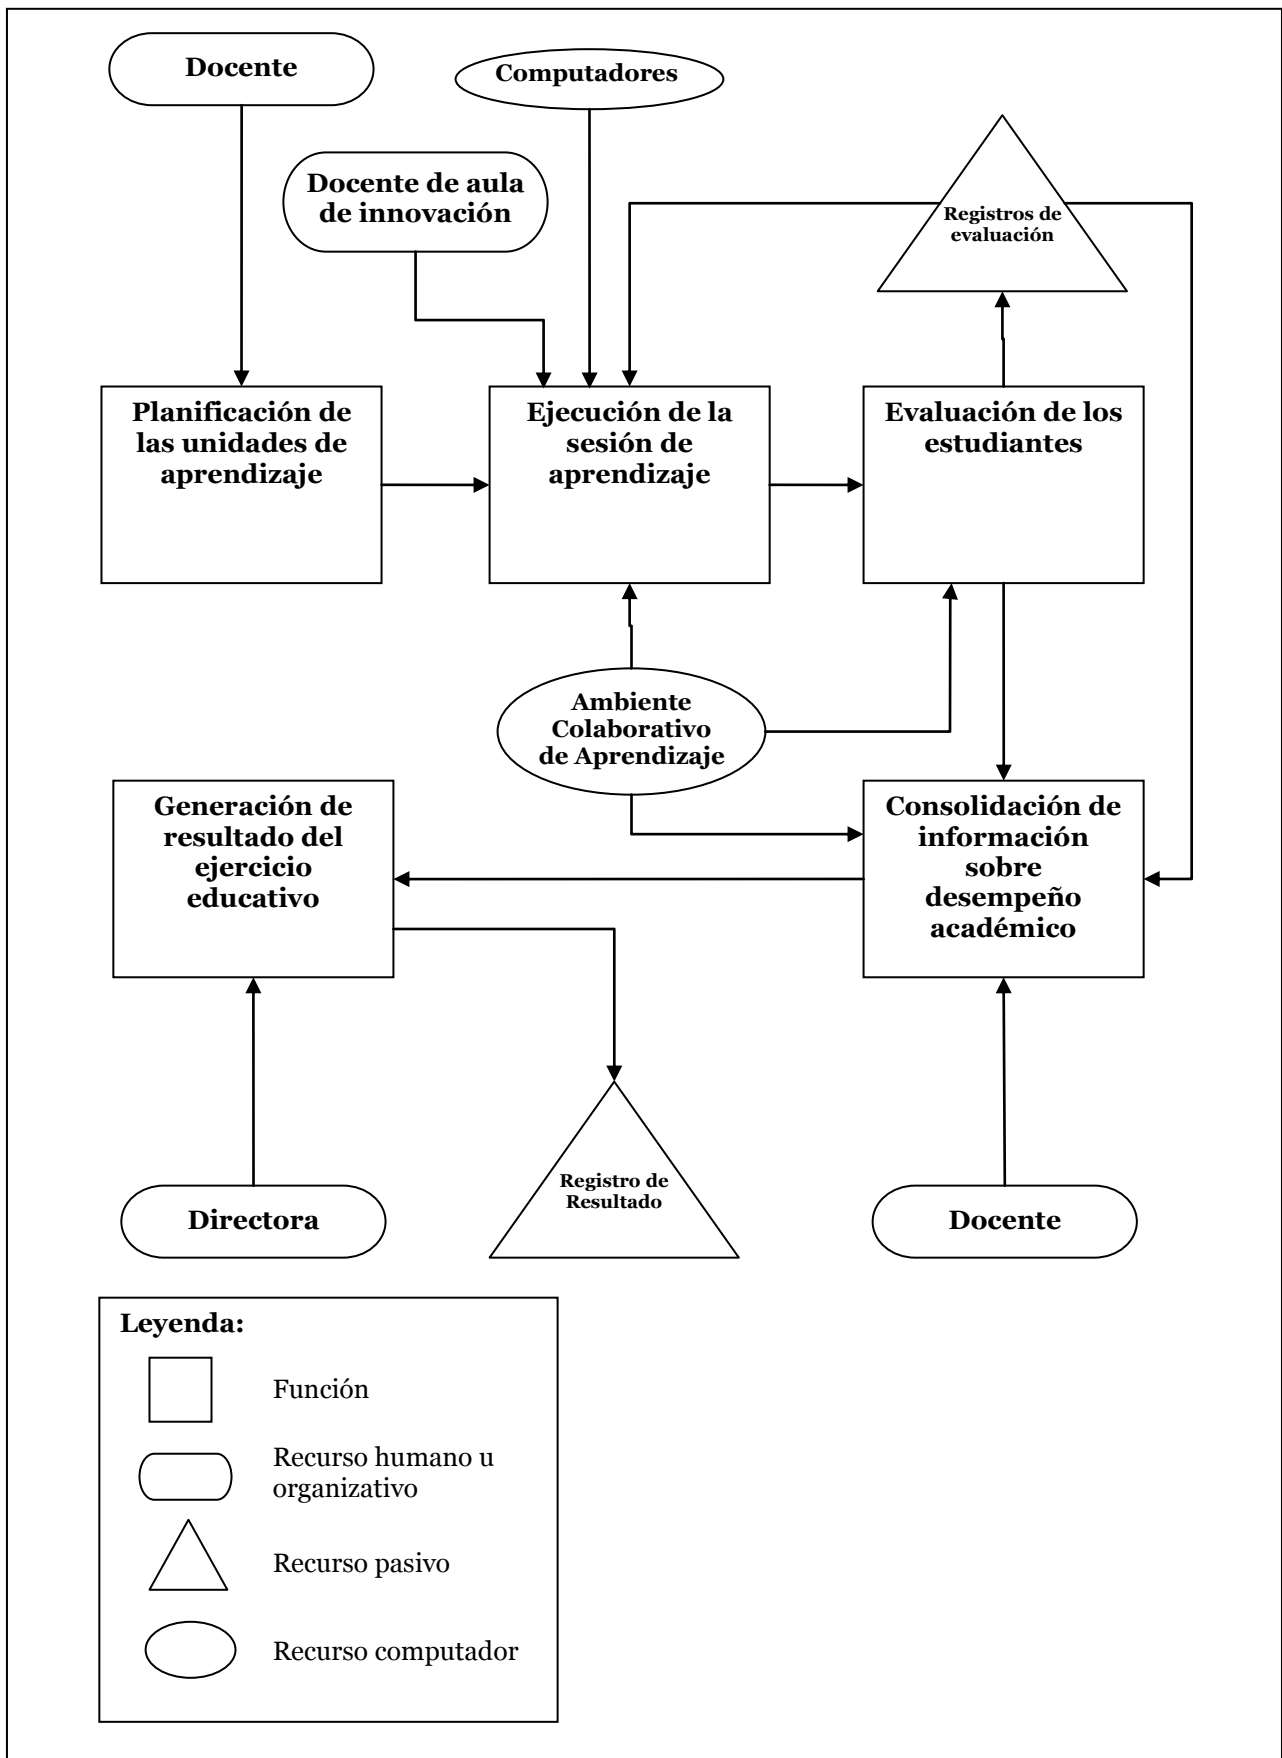 Docente
Computadores
Docente de aula
de innovación
Registros de
evaluación
Planificación de
las unidades de
aprendizaje
Ejecución de la
sesión de
aprendizaje
Evaluación de los
estudiantes
Ambiente
Colaborativo
de Aprendizaje
Generación de
resultado del
ejercicio
educativo
Consolidación de
información
sobre
desempeño
académico
Registro de
Resultado
Directora
Docente
Leyenda:
Función
Recurso humano u
organizativo
Recurso pasivo
Recurso computador